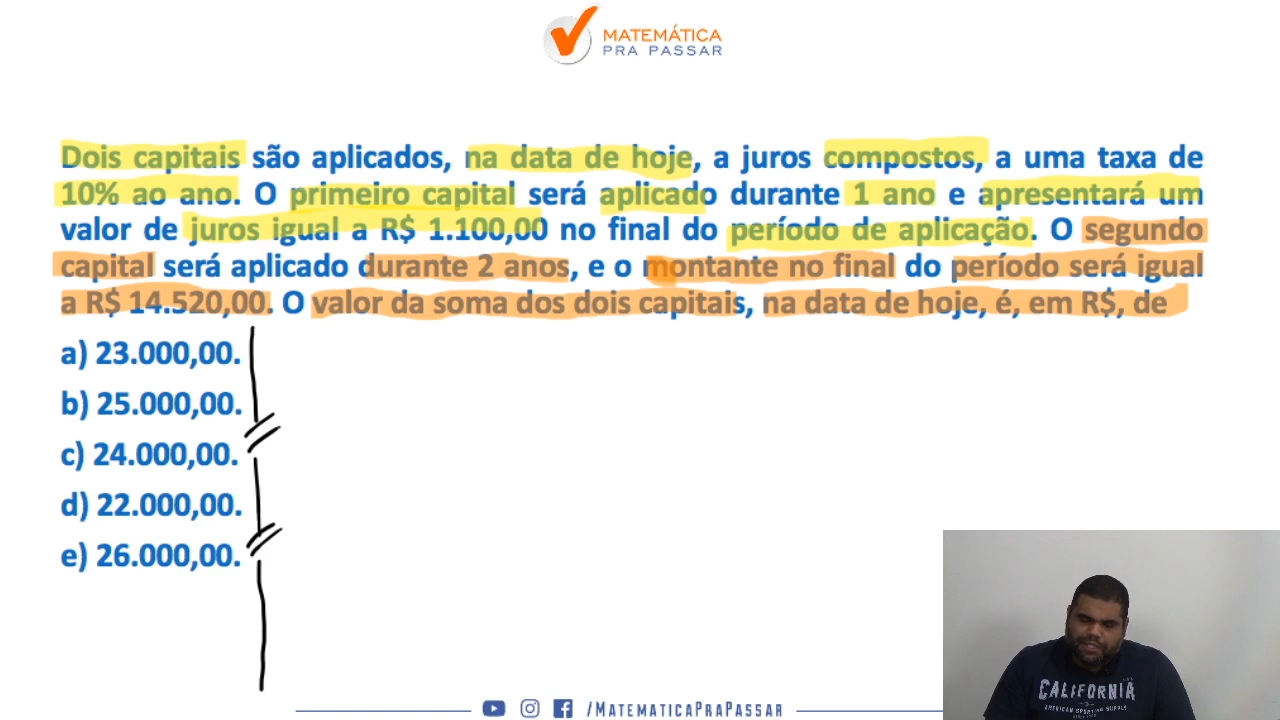 MATEMÁTICA
PRA PASSAR
Dois capitais são aplicados, na data de hoje, a juros compostos, a uma taxa de
10% ao ano. O primeiro capital será aplicado durante 1 ano e apresentará um
valor de juros igual a R$ 1.100,00 no final do período de aplicação. O segundo
capital será aplicado durante 2 anos, e o montante no final do período será igual
a R$ 14.520,00. O valor da soma dos dois capitais, na data de hoje, é, em R$, de
a) 23.000,00.
b) 25.000,00.
c) 24.000,00.
d) 22.000,00.
e) 26.000,00.
CALIFORNIA
AMERICAN SPORTING SUPPLY
/MATEMATICAPRAPASSAR